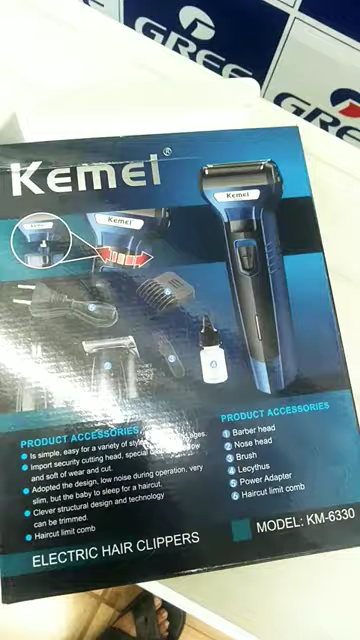 GREE
GREE
Kemei®
Kemei
Kemei
Kemei
PRODUCT ACCESSORIES
Is simple, easy for a variety of
Import security cutting head, special
and soft of wear and cut.
Adopted the design, low noise during operation, very
slim, but the baby to sleep for a haircut.
Clever structural design and technology
can be trimmed.
Haircut limit comb
PRODUCT ACCESSORIES
1 Barber head
2 Nose head
3 Brush
4 Lecythus
5 Power Adapter
6 Haircut limit comb
ELECTRIC HAIR CLIPPERS
MODEL: KM-6330